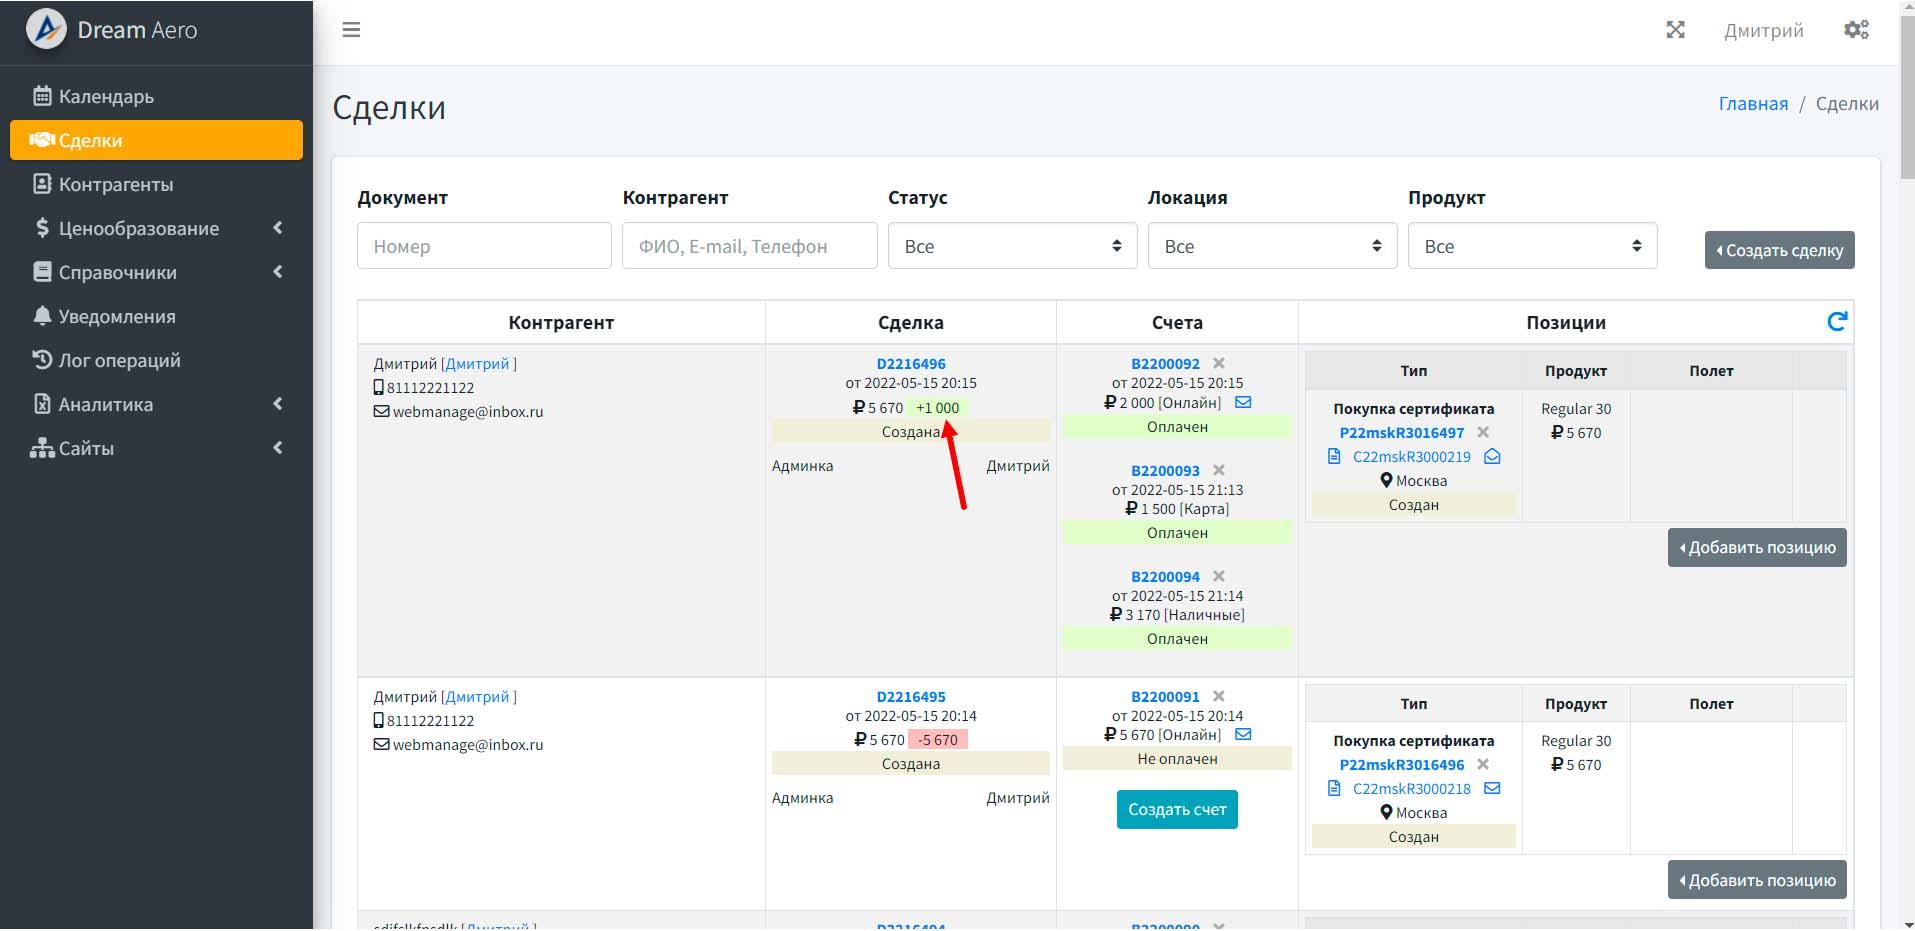 Dream Aero
Дмитрий
Календарь
Сделки
Контрагенты
Ценообразование
Справочники
Уведомления
Лог операций
Аналитика
Сайты
Сделки
Главная / Сделки
Документ
Контрагент
Статус
Локация
Продукт
Номер
ФИО, E-mail, Телефон
Все
Все
Все
Создать сделку
Контрагент
Сделка
Счета
Позиции
Дмитрий [Дмитрий ]
81112221122
webmanage@inbox.ru
D2216496
от 2022-05-15 20:15
₽ 5 670 +1 000
Создана
Админка
Дмитрий
B2200092
от 2022-05-15 20:15
₽ 2 000 [Онлайн]
Оплачен
B2200093
от 2022-05-15 21:13
₽ 1 500 [Карта]
Оплачен
B2200094
от 2022-05-15 21:14
₽ 3 170 [Наличные]
Оплачен
Тип
Продукт
Полет
Покупка сертификата
P22mskR3016497
C22mskR3000219
Москва
Создан
Regular 30
₽ 5 670
Добавить позицию
Дмитрий [Дмитрий ]
81112221122
webmanage@inbox.ru
D2216495
от 2022-05-15 20:14
₽ 5 670 -5 670
Создана
Админка
Дмитрий
B2200091
от 2022-05-15 20:14
₽ 5 670 [Онлайн]
Не оплачен
Создать счет
Тип
Продукт
Полет
Покупка сертификата
P22mskR3016496
C22mskR3000218
Москва
Создан
Regular 30
₽ 5 670
Добавить позицию
[Дмитрий ]
D2216494
B2200090